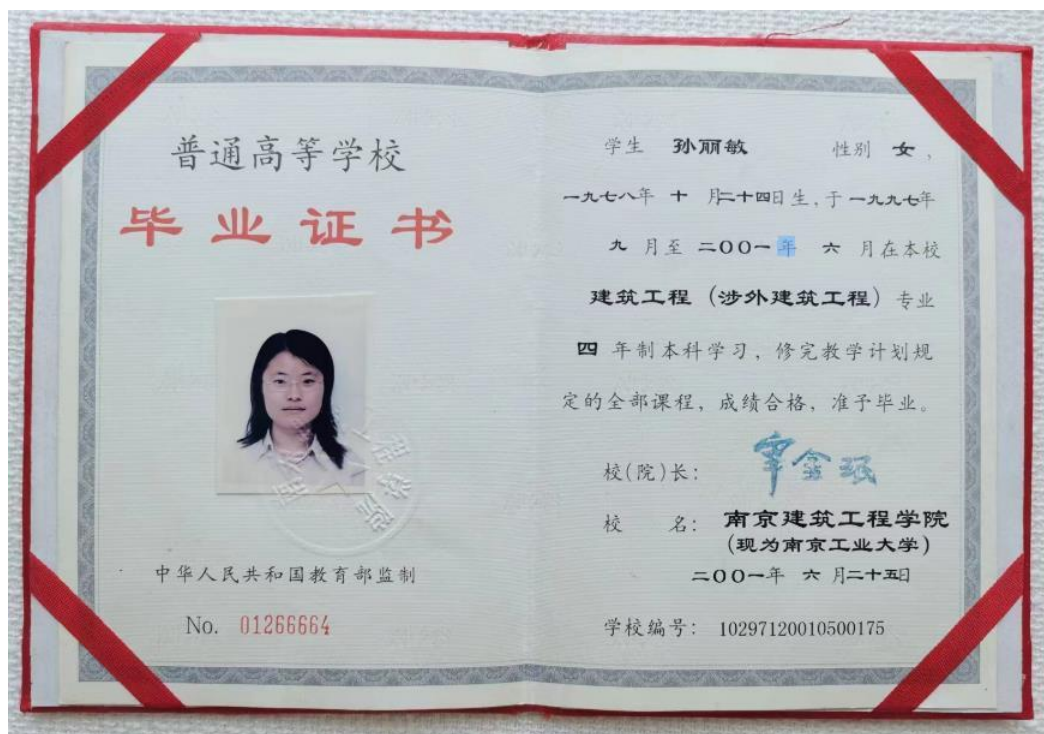 普通高等学校
毕业证书
中华人民共和国教育部监制
No. 01266664
学生 孙丽敏 性别 女,
一九七八年 十 月二十四日生,于一九九七年
九 月至 二〇〇一年 六 月在本校
建筑工程（涉外建筑工程）专业
四 年制本科学习，修完教学计划规
定的全部课程，成绩合格，准予毕业。
校(院)长：
校 名：南京建筑工程学院
(现为南京工业大学)
二〇〇一年 六 月二十五日
学校编号：10297120010500175